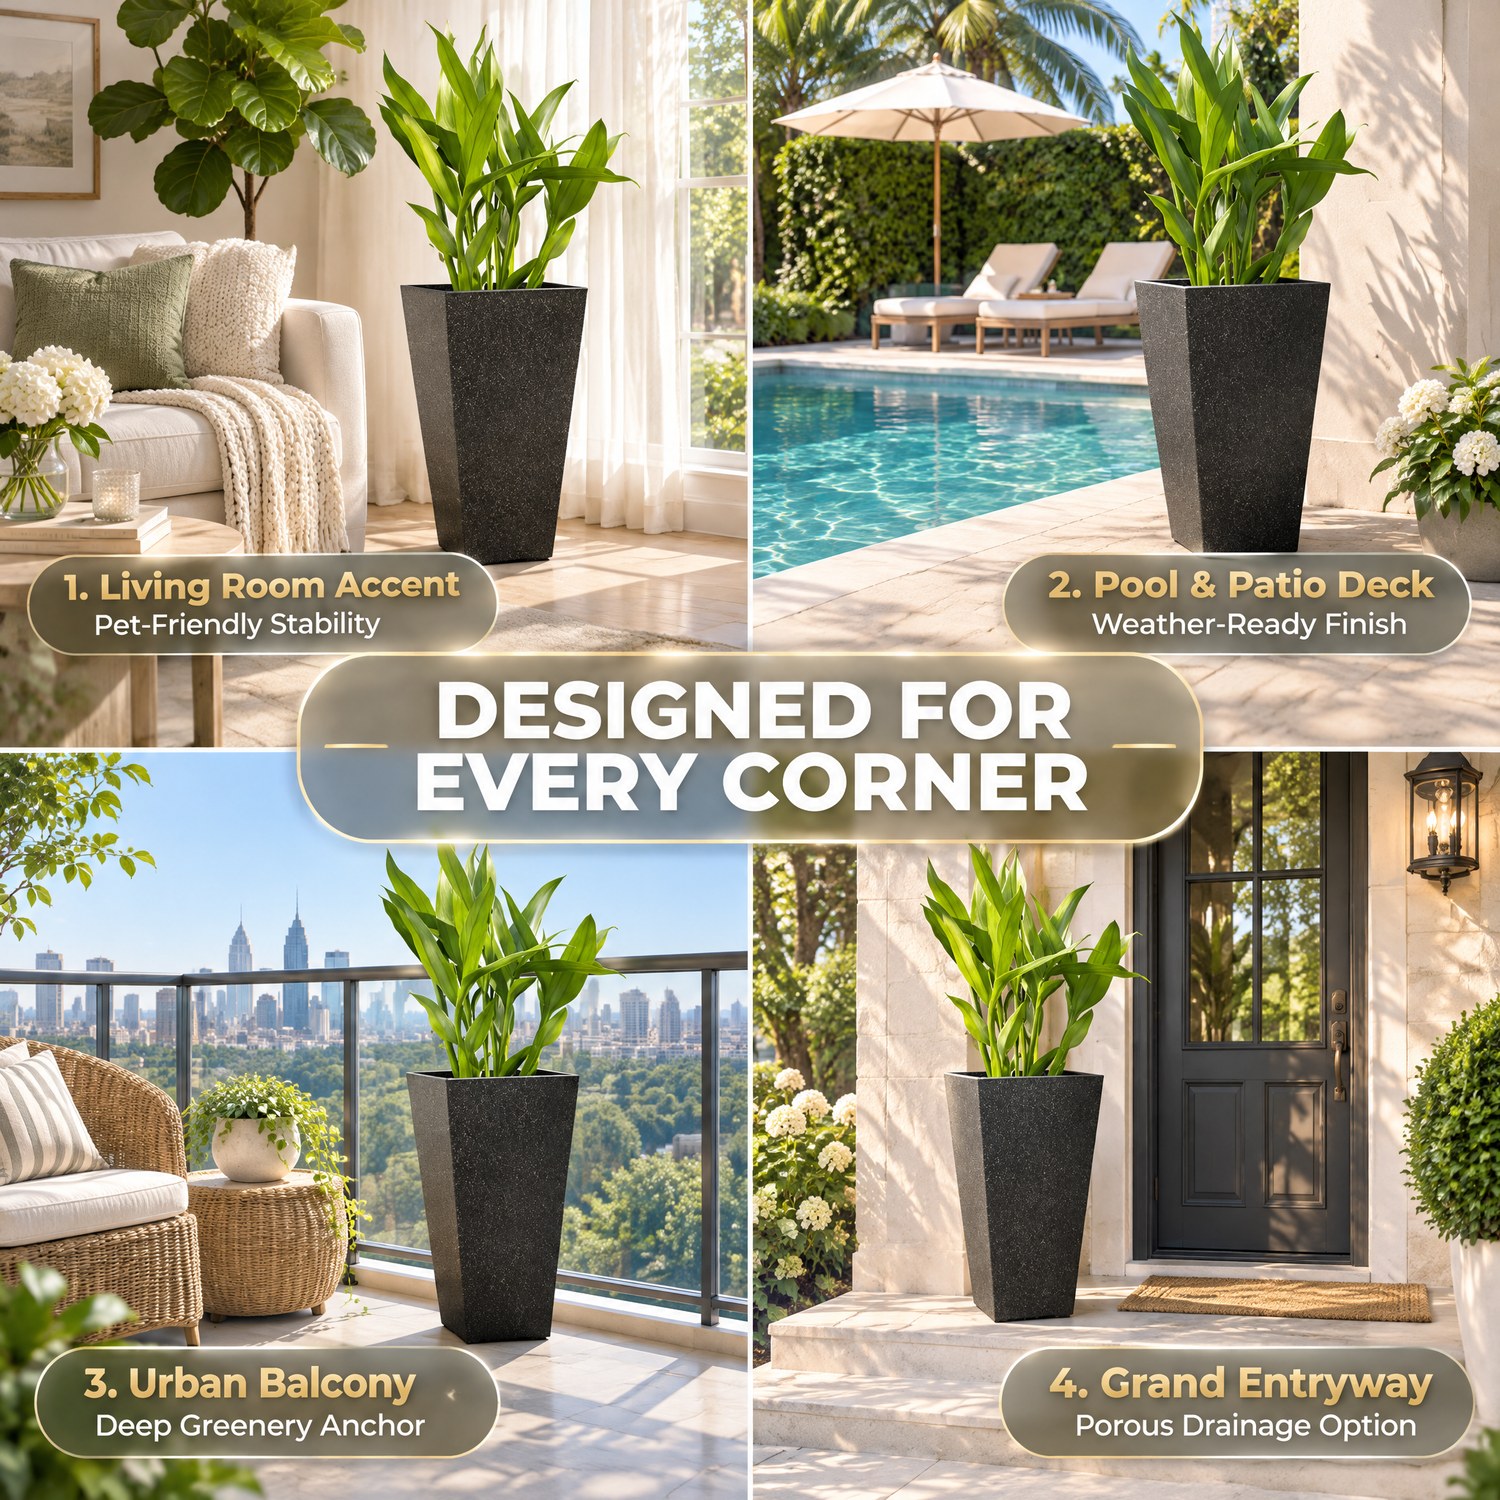 1. Living Room Accent
Pet-Friendly Stability
2. Pool & Patio Deck
Weather-Ready Finish
DESIGNED FOR
EVERY CORNER
3. Urban Balcony
Deep Greenery Anchor
4. Grand Entryway
Porous Drainage Option